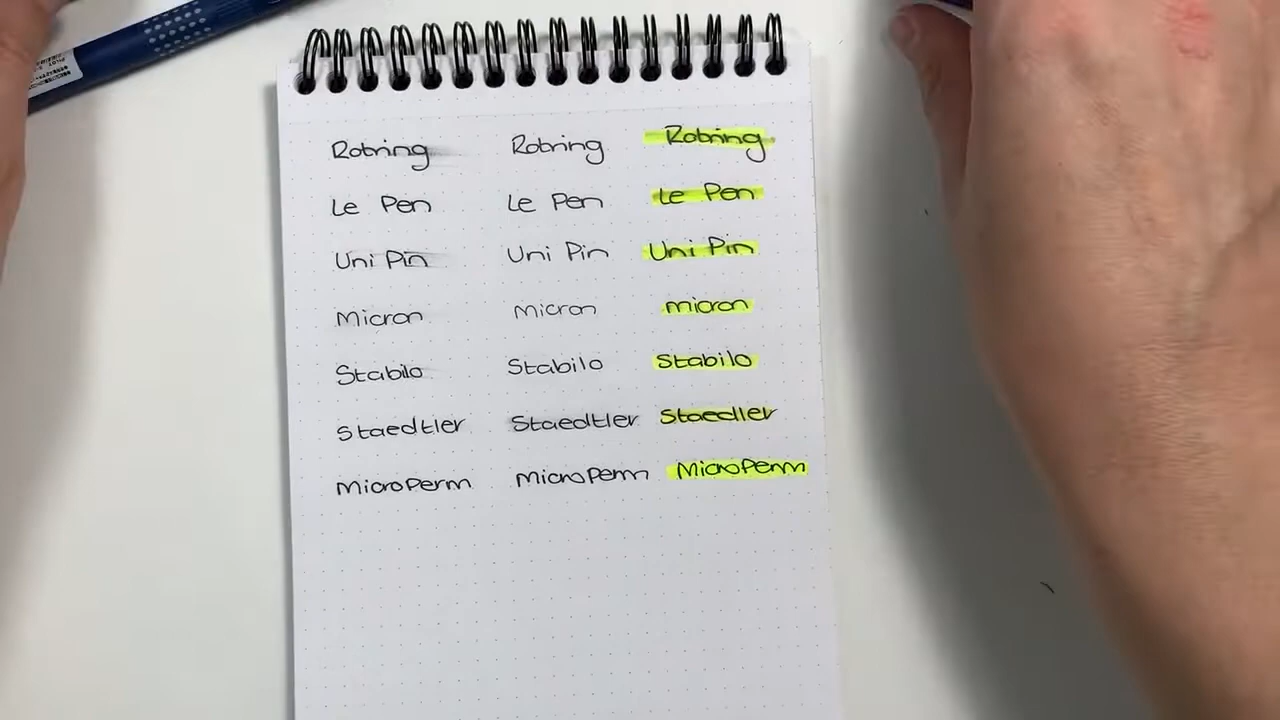 Rotring Rotring Rotring
Le Pen Le Pen Le Pen
Uni Pin Uni Pin Uni Pin
Micron Micron micron
Stabilo Stabilo Stabilo
Staedtler Staedtler Staedler
MicroPerm MicroPerm MicroPerm